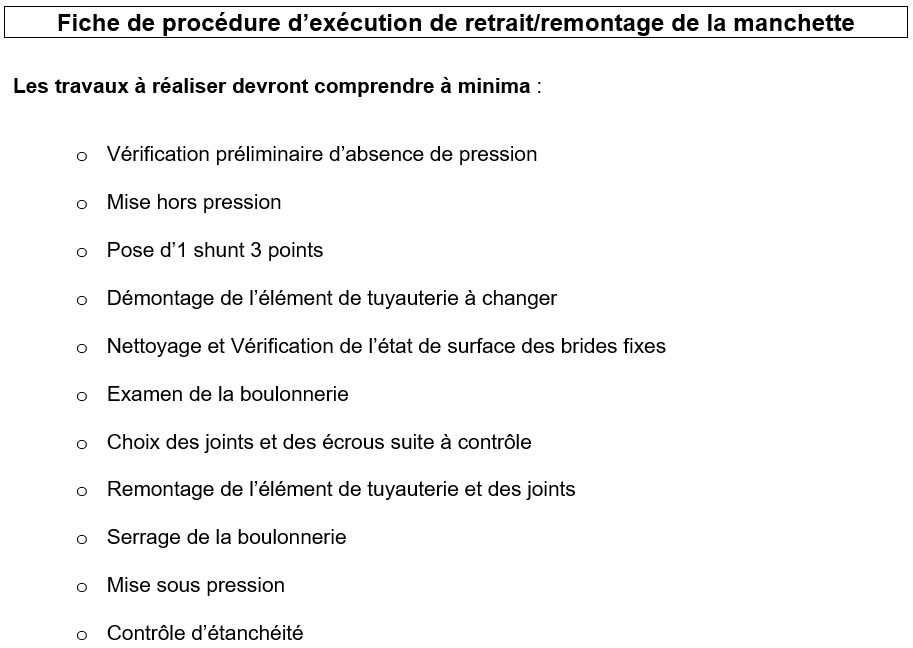 Fiche de procédure d’exécution de retrait/remontage de la manchette
Les travaux à réaliser devront comprendre à minima :
o Vérification préliminaire d’absence de pression
o Mise hors pression
o Pose d’1 shunt 3 points
o Démontage de l’élément de tuyauterie à changer
o Nettoyage et Vérification de l’état de surface des brides fixes
o Examen de la boulonnerie
o Choix des joints et des écrous suite à contrôle
o Remontage de l’élément de tuyauterie et des joints
o Serrage de la boulonnerie
o Mise sous pression
o Contrôle d’étanchéité